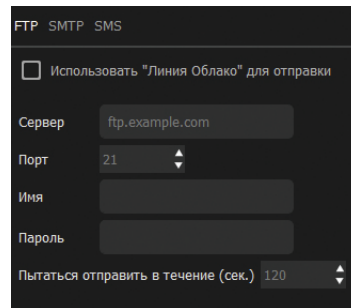 FTP SMTP SMS
Использовать "Линия Облако" для отправки
Сервер ftp.example.com
Порт 21
Имя
Пароль
Пытаться отправить в течение (сек.) 120